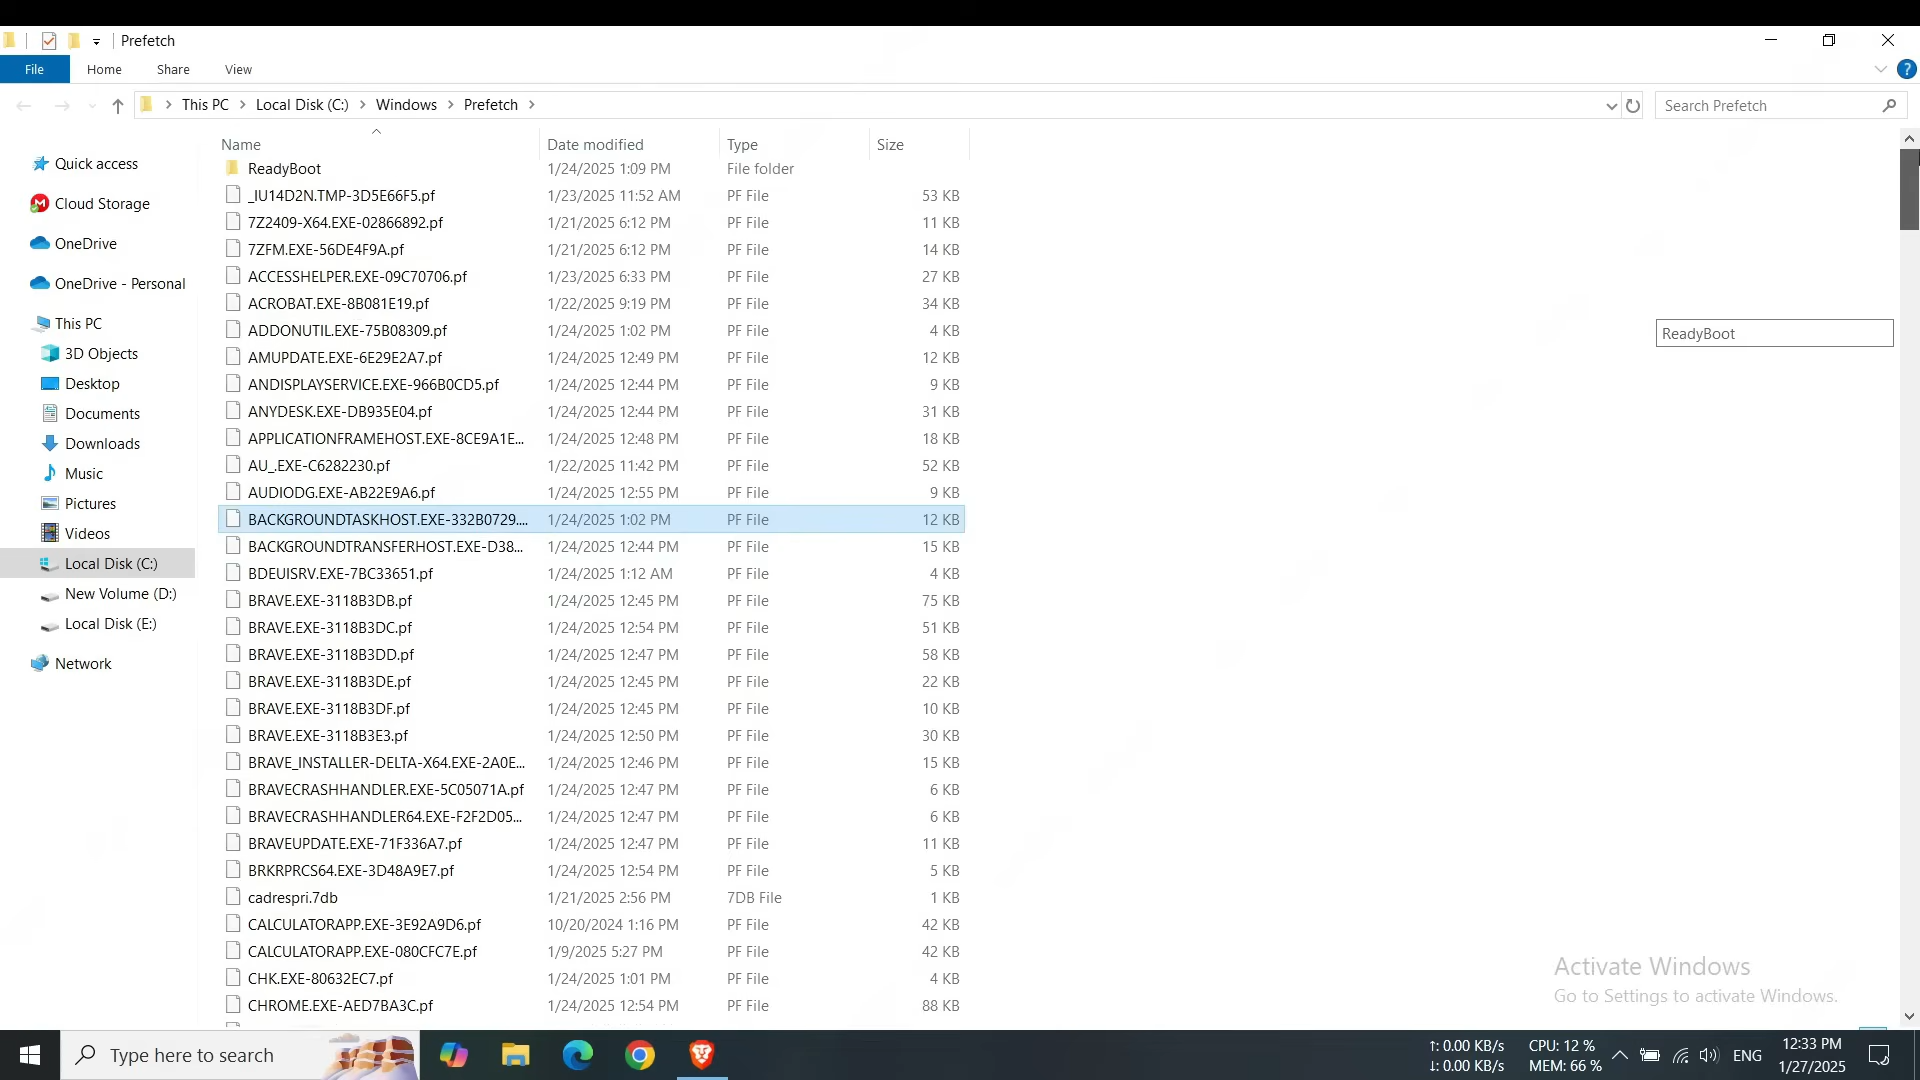 Prefetch
File Home Share View
This PC Local Disk (C:) Windows Prefetch
Search Prefetch
Quick access
Cloud Storage
OneDrive
OneDrive - Personal
This PC
3D Objects
Desktop
Documents
Downloads
Music
Pictures
Videos
Local Disk (C:)
New Volume (D:)
Local Disk (E:)
Network
Name Date modified Type Size
ReadyBoot 1/24/2025 1:09 PM File folder
_IU14D2N.TMP-3D5E66F5.pf 1/23/2025 11:52 AM PF File 53 KB
7Z2409-X64.EXE-02866892.pf 1/21/2025 6:12 PM PF File 11 KB
7ZFM.EXE-56DE4F9A.pf 1/21/2025 6:12 PM PF File 14 KB
ACCESSHELPER.EXE-09C70706.pf 1/23/2025 6:33 PM PF File 27 KB
ACROBAT.EXE-8B081E19.pf 1/22/2025 9:19 PM PF File 34 KB
ADDONUTIL.EXE-75B08309.pf 1/24/2025 1:02 PM PF File 4 KB
AMUPDATE.EXE-6E29E2A7.pf 1/24/2025 12:49 PM PF File 12 KB
ANDISPLAYSERVICE.EXE-966B0CD5.pf 1/24/2025 12:44 PM PF File 9 KB
ANYDESK.EXE-DB935E04.pf 1/24/2025 12:44 PM PF File 31 KB
APPLICATIONFRAMEHOST.EXE-8CE9A1E... 1/24/2025 12:48 PM PF File 18 KB
AU_.EXE-C6282230.pf 1/22/2025 11:42 PM PF File 52 KB
AUDIODG.EXE-AB22E9A6.pf 1/24/2025 12:55 PM PF File 9 KB
BACKGROUNDTASKHOST.EXE-332B0729.... 1/24/2025 1:02 PM PF File 12 KB
BACKGROUNDTRANSFERHOST.EXE-D38... 1/24/2025 12:44 PM PF File 15 KB
BDEUISRV.EXE-7BC33651.pf 1/24/2025 1:12 AM PF File 4 KB
BRAVE.EXE-3118B3DB.pf 1/24/2025 12:45 PM PF File 75 KB
BRAVE.EXE-3118B3DC.pf 1/24/2025 12:54 PM PF File 51 KB
BRAVE.EXE-3118B3DD.pf 1/24/2025 12:47 PM PF File 58 KB
BRAVE.EXE-3118B3DE.pf 1/24/2025 12:45 PM PF File 22 KB
BRAVE.EXE-3118B3DF.pf 1/24/2025 12:45 PM PF File 10 KB
BRAVE.EXE-3118B3E3.pf 1/24/2025 12:50 PM PF File 30 KB
BRAVE_INSTALLER-DELTA-X64.EXE-2A0E... 1/24/2025 12:46 PM PF File 15 KB
BRAVECRASHHANDLER.EXE-5C05071A.pf 1/24/2025 12:47 PM PF File 6 KB
BRAVECRASHHANDLER64.EXE-F2F2D05... 1/24/2025 12:47 PM PF File 6 KB
BRAVEUPDATE.EXE-71F336A7.pf 1/24/2025 12:47 PM PF File 11 KB
BRKRPRCS64.EXE-3D48A9E7.pf 1/24/2025 12:54 PM PF File 5 KB
cadrespri.7db 1/21/2025 2:56 PM 7DB File 1 KB
CALCULATORAPP.EXE-3E92A9D6.pf 10/20/2024 1:16 PM PF File 42 KB
CALCULATORAPP.EXE-080CFC7E.pf 1/9/2025 5:27 PM PF File 42 KB
CHK.EXE-80632EC7.pf 1/24/2025 1:01 PM PF File 4 KB
CHROME.EXE-AED7BA3C.pf 1/24/2025 12:54 PM PF File 88 KB
ReadyBoot
Activate Windows
Go to Settings to activate Windows.
Type here to search
↑: 0.00 KB/s
↓: 0.00 KB/s
CPU: 12 %
MEM: 66 %
ENG
12:33 PM
1/27/2025